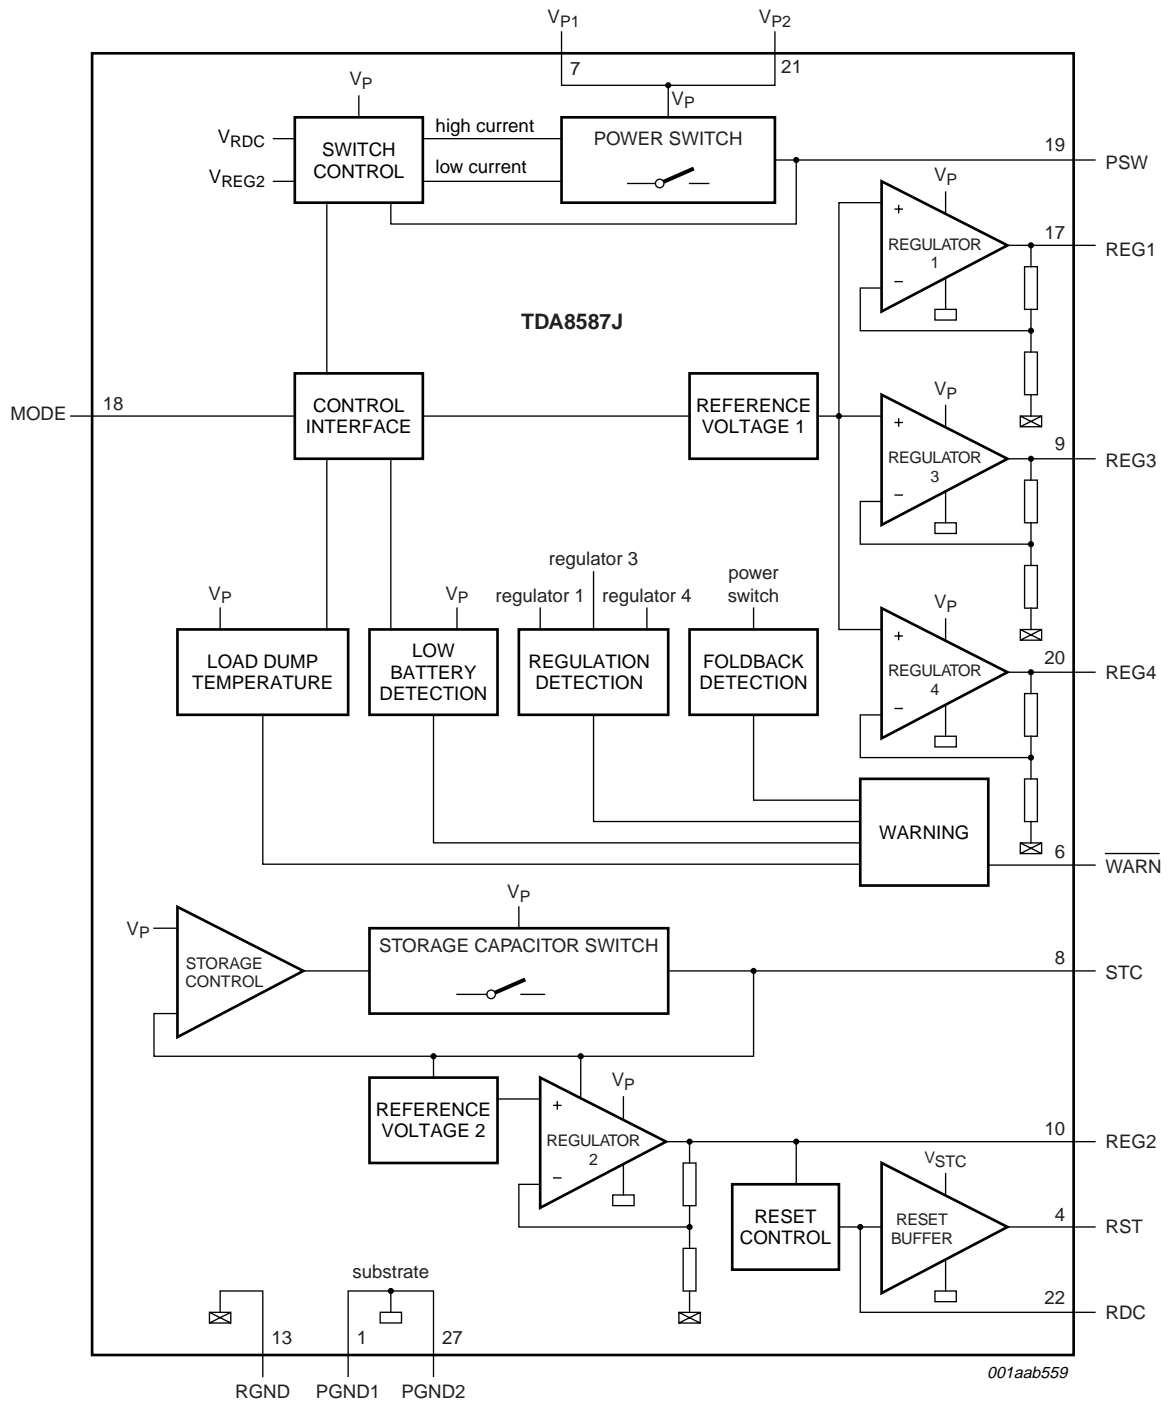 VP1
VP2
7
21
VP
VP
VRDC
SWITCH
CONTROL
high current
POWER SWITCH
19
PSW
VREG2
low current
VP
+
REGULATOR
1
−
17
REG1
TDA8587J
MODE
18
CONTROL
INTERFACE
REFERENCE
VOLTAGE 1
VP
+
REGULATOR
3
−
9
REG3
regulator 3
regulator 1
regulator 4
power
switch
VP
VP
LOAD DUMP
TEMPERATURE
LOW
BATTERY
DETECTION
REGULATION
DETECTION
FOLDBACK
DETECTION
VP
+
REGULATOR
4
−
20
REG4
WARNING
6
WARN
VP
VP
STORAGE
CONTROL
STORAGE CAPACITOR SWITCH
8
STC
REFERENCE
VOLTAGE 2
VP
+
REGULATOR
2
−
10
REG2
RESET
CONTROL
VSTC
RESET
BUFFER
4
RST
22
RDC
substrate
13
1
27
RGND
PGND1
PGND2
001aab559